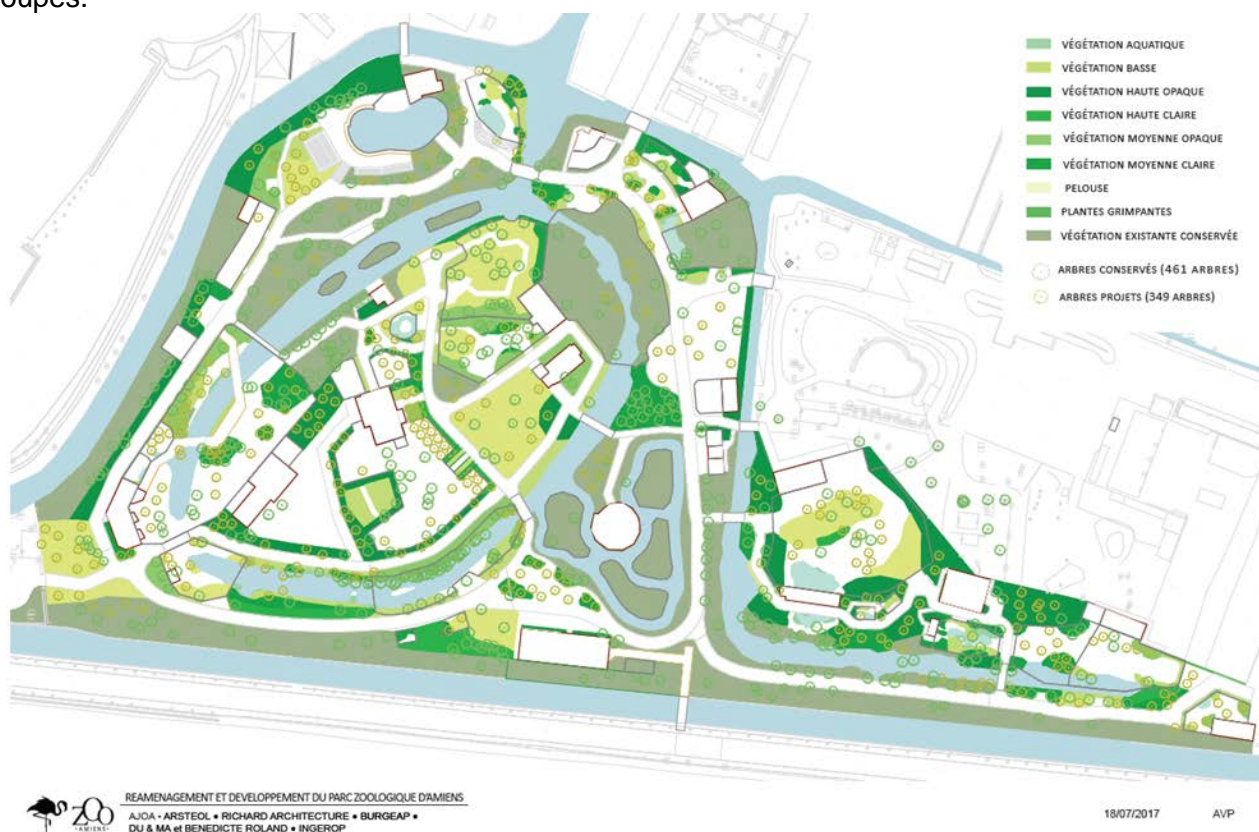 oupes.
VÉGÉTATION AQUATIQUE
VÉGÉTATION BASSE
VÉGÉTATION HAUTE OPAQUE
VÉGÉTATION HAUTE CLAIRE
VÉGÉTATION MOYENNE OPAQUE
VÉGÉTATION MOYENNE CLAIRE
PELOUSE
PLANTES GRIMPANTES
VÉGÉTATION EXISTANTE CONSERVÉE
ARBRES CONSERVÉS (461 ARBRES)
ARBRES PROJETS (349 ARBRES)
ZOO
AMIENS
REAMENAGEMENT ET DEVELOPPEMENT DU PARC ZOOLOGIQUE D'AMIENS
AJOA • ARSTEOL • RICHARD ARCHITECTURE • BURGEAP •
DU & MA et BENEDICTE ROLAND • INGEROP
18/07/2017 AVP